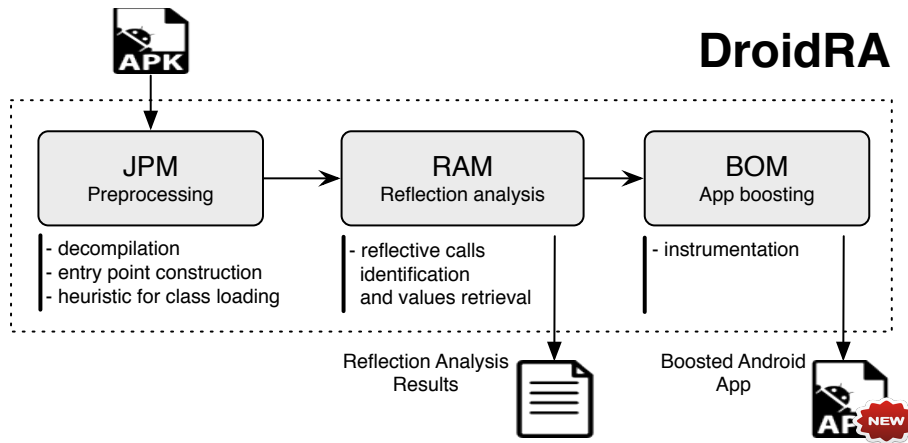 APK
DroidRA
JPM
Preprocessing
RAM
Reflection analysis
BOM
App boosting
- decompilation
- entry point construction
- heuristic for class loading
- reflective calls
identification
and values retrieval
- instrumentation
Reflection Analysis
Results
Boosted Android
App
AP
NEW